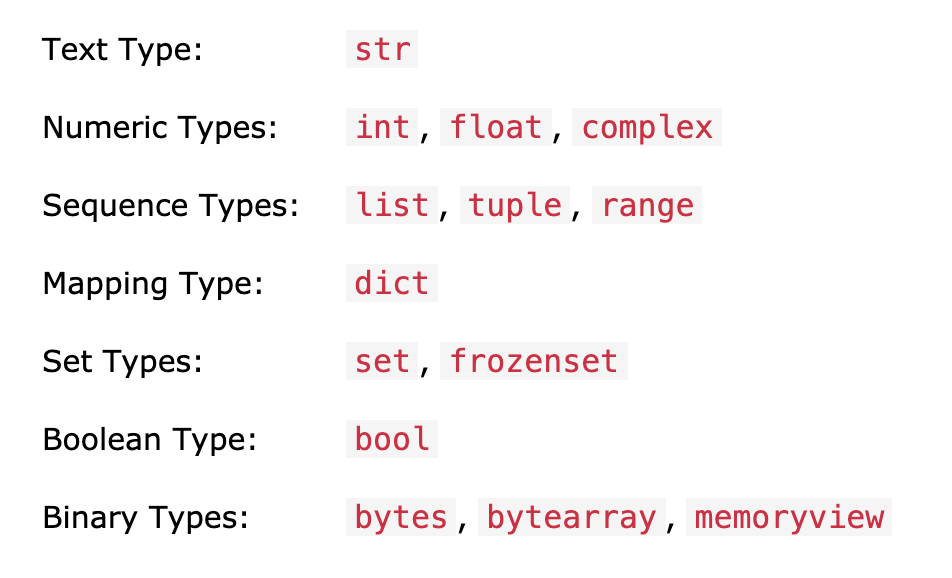 Text Type: str
Numeric Types: int, float, complex
Sequence Types: list, tuple, range
Mapping Type: dict
Set Types: set, frozenset
Boolean Type: bool
Binary Types: bytes, bytearray, memoryview